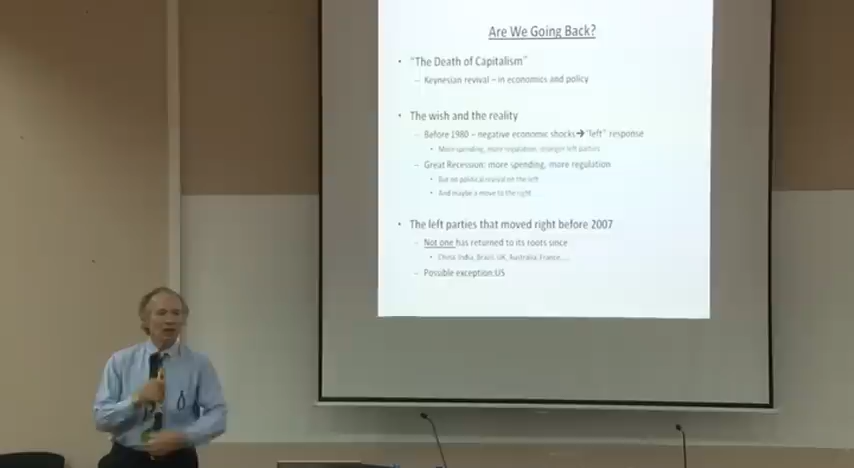 Are We Going Back?
• "The Death of Capitalism"
– Keynesian revival – in economics and policy
• The wish and the reality
– Before 1980 – negative economic shocks➔"left" response
• More spending, more regulation, stronger left parties
– Great Recession: more spending, more regulation
• But no political revival on the left
• And maybe a move to the right
• The left parties that moved right before 2007
– Not one has returned to its roots since
• China, India, Brazil, UK, Australia, France,…
– Possible exception:US